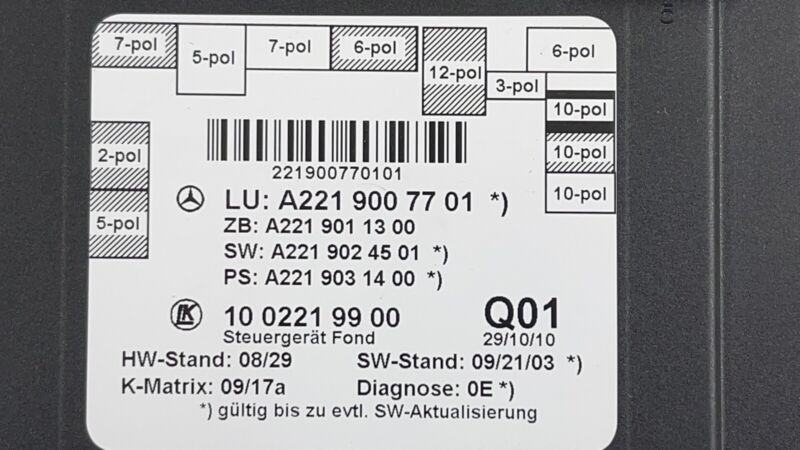 7-pol
5-pol
7-pol
6-pol
12-pol
3-pol
6-pol
10-pol
10-pol
10-pol
2-pol
5-pol
221900770101
LU: A221 900 77 01 *)
ZB: A221 901 13 00
SW: A221 902 45 01 *)
PS: A221 903 14 00 *)
10 0221 99 00
Q01
Steuergerät Fond
29/10/10
HW-Stand: 08/29
SW-Stand: 09/21/03 *)
K-Matrix: 09/17a
Diagnose: 0E *)
*) gültig bis zu evtl. SW-Aktualisierung